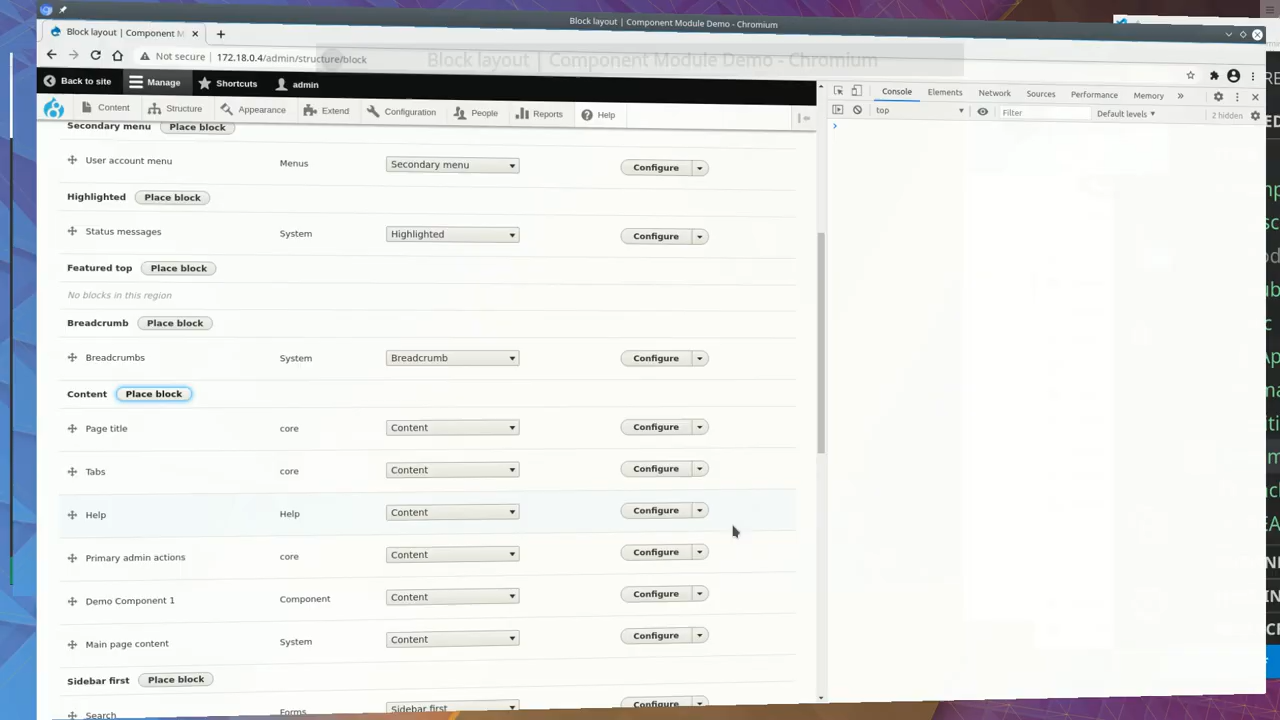 Block layout | Component Module Demo - Chromium
Block layout | Component M
Not secure | 172.18.0.4/admin/structure/block
Block layout | Component Module Demo - Chromium
Back to site Manage Shortcuts admin
Content Structure Appearance Extend Configuration People Reports Help
Console Elements Network Sources Performance Memory »
top Filter Default levels 2 hidden
Secondary menu Place block
User account menu Menus Secondary menu Configure
Highlighted Place block
Status messages System Highlighted Configure
Featured top Place block
No blocks in this region
Breadcrumb Place block
Breadcrumbs System Breadcrumb Configure
Content Place block
Page title core Content Configure
Tabs core Content Configure
Help Help Content Configure
Primary admin actions core Content Configure
Demo Component 1 Component Content Configure
Main page content System Content Configure
Sidebar first Place block
Search Forms Sidebar first Configure